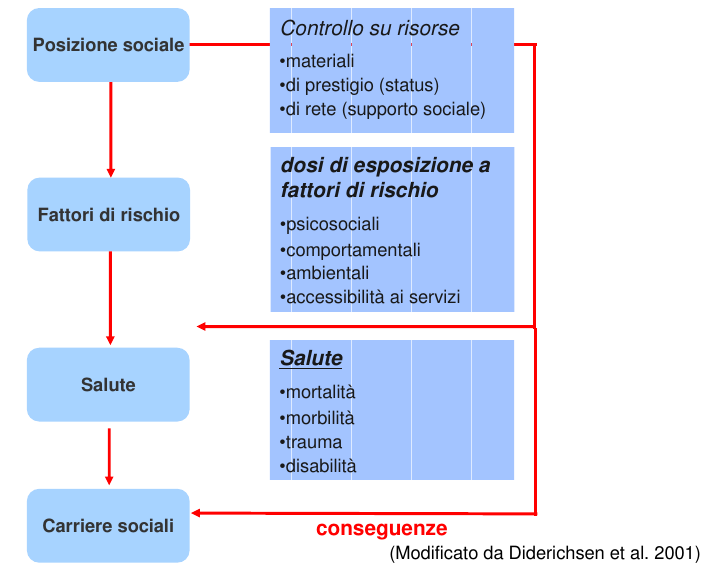 Posizione sociale
Controllo su risorse
•materiali
•di prestigio (status)
•di rete (supporto sociale)
Fattori di rischio
dosi di esposizione a
fattori di rischio
•psicosociali
•comportamentali
•ambientali
•accessibilità ai servizi
Salute
Salute
•mortalità
•morbilità
•trauma
•disabilità
Carriere sociali
conseguenze
(Modificato da Diderichsen et al. 2001)